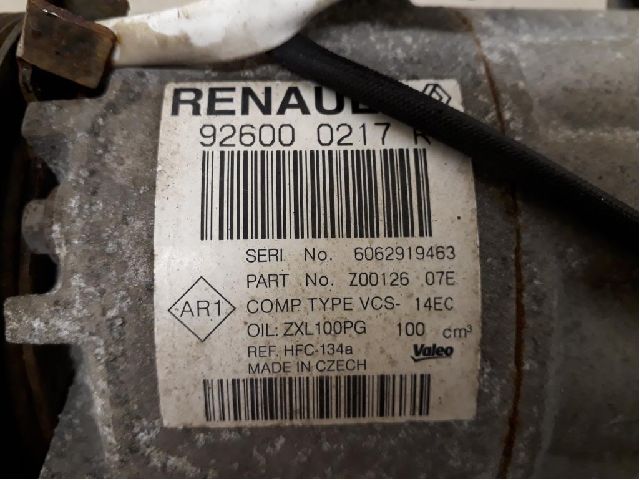 RENAUL
92600 0217 R
SERI No. 6062919463
PART No. Z00126 07E
COMP. TYPE VCS- 14EC
AR1
OIL: ZXL100PG 100 cm³
REF. HFC-134a Valeo
MADE IN CZECH